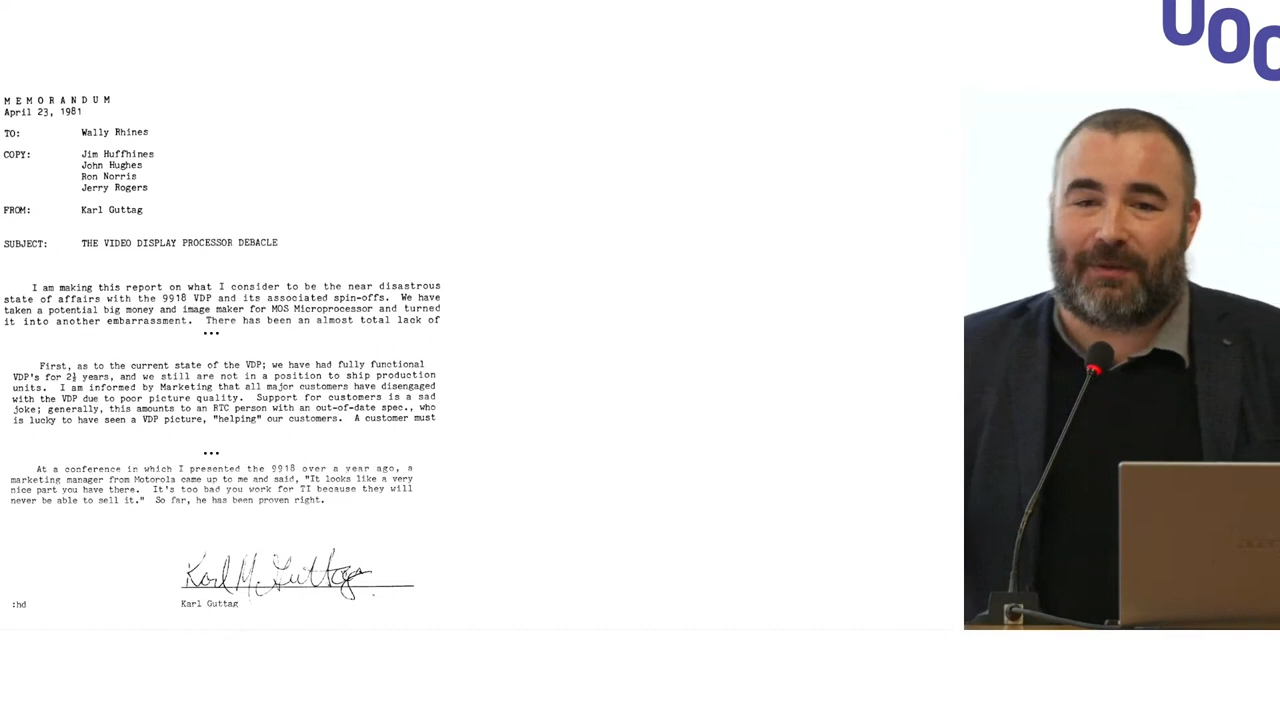 UOC
M E M O R A N D U M
April 23, 1981
TO: Wally Rhines
COPY: Jim Huffhines
John Hughes
Ron Norris
Jerry Rogers
FROM: Karl Guttag
SUBJECT: THE VIDEO DISPLAY PROCESSOR DEBACLE
I am making this report on what I consider to be the near disastrous
state of affairs with the 9918 VDP and its associated spin-offs. We have
taken a potential big money and image maker for MOS Microprocessor and turned
it into another embarrassment. There has been an almost total lack of
...
First, as to the current state of the VDP; we have had fully functional
VDP's for 2½ years, and we still are not in a position to ship production
units. I am informed by Marketing that all major customers have disengaged
with the VDP due to poor picture quality. Support for customers is a sad
joke; generally, this amounts to an RTC person with an out-of-date spec., who
is lucky to have seen a VDP picture, "helping" our customers. A customer must
...
At a conference in which I presented the 9918 over a year ago, a
marketing manager from Motorola came up to me and said, "It looks like a very
nice part you have there. It's too bad you work for TI because they will
never be able to sell it." So far, he has been proven right.
Karl M. Guttag
:hd Karl Guttag